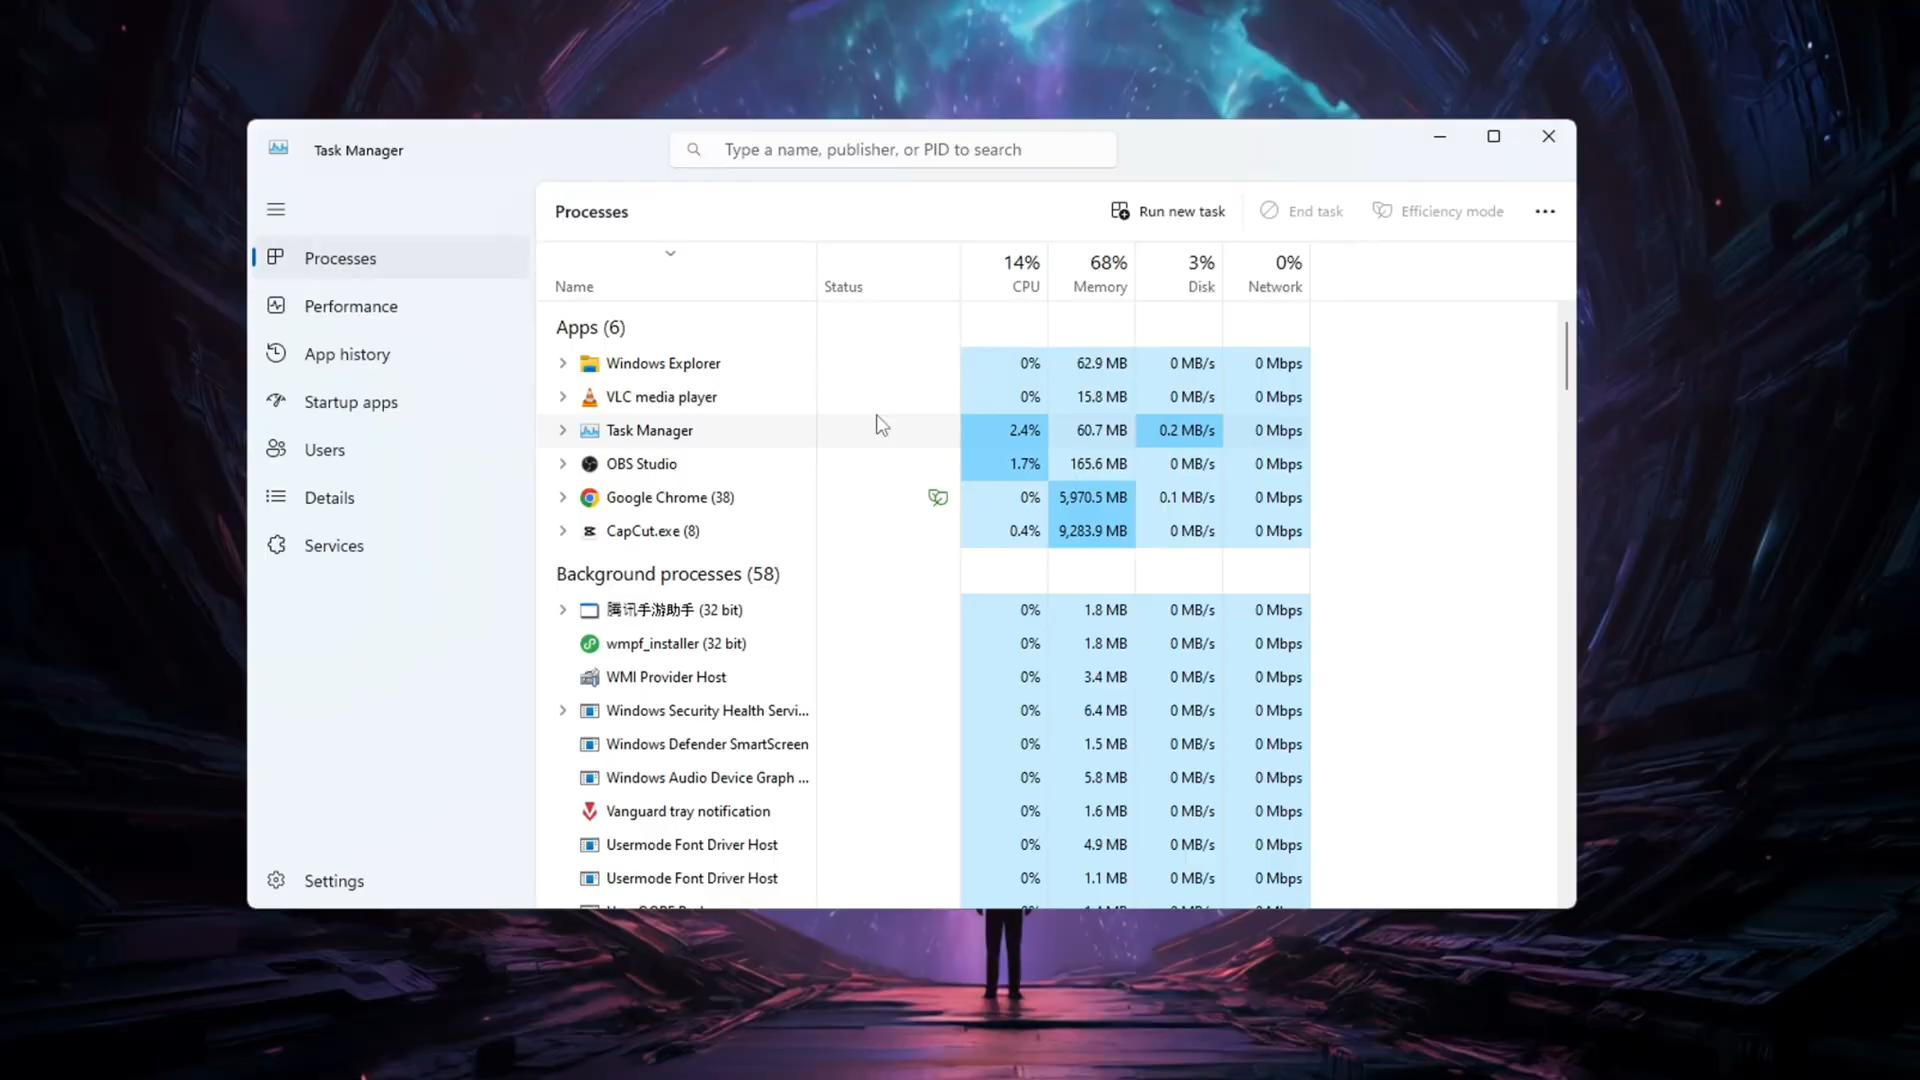 Task Manager
Type a name, publisher, or PID to search
Processes
Performance
App history
Startup apps
Users
Details
Services
Settings
Processes
Run new task
End task
Efficiency mode
Name Status 14% CPU 68% Memory 3% Disk 0% Network
Apps (6)
Windows Explorer 0% 62.9 MB 0 MB/s 0 Mbps
VLC media player 0% 15.8 MB 0 MB/s 0 Mbps
Task Manager 2.4% 60.7 MB 0.2 MB/s 0 Mbps
OBS Studio 1.7% 165.6 MB 0 MB/s 0 Mbps
Google Chrome (38) 0% 5,970.5 MB 0.1 MB/s 0 Mbps
CapCut.exe (8) 0.4% 9,283.9 MB 0 MB/s 0 Mbps
Background processes (58)
腾讯手游助手 (32 bit) 0% 1.8 MB 0 MB/s 0 Mbps
wmpf_installer (32 bit) 0% 1.8 MB 0 MB/s 0 Mbps
WMI Provider Host 0% 3.4 MB 0 MB/s 0 Mbps
Windows Security Health Servi... 0% 6.4 MB 0 MB/s 0 Mbps
Windows Defender SmartScreen 0% 1.5 MB 0 MB/s 0 Mbps
Windows Audio Device Graph ... 0% 5.8 MB 0 MB/s 0 Mbps
Vanguard tray notification 0% 1.6 MB 0 MB/s 0 Mbps
Usermode Font Driver Host 0% 4.9 MB 0 MB/s 0 Mbps
Usermode Font Driver Host 0% 1.1 MB 0 MB/s 0 Mbps